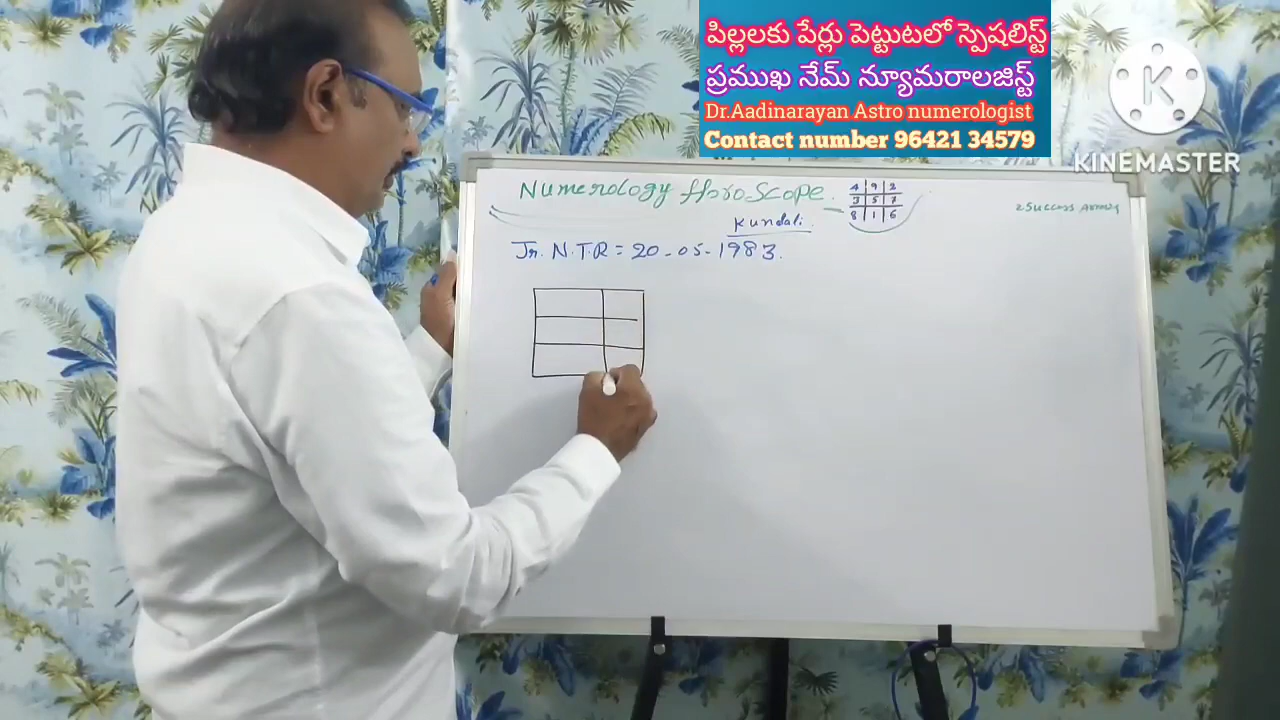 పిల్లలకు పేర్లు పెట్టుటలో స్పెషలిస్ట్
ప్రముఖ నేమ్ న్యూమరాలజిస్ట్
Dr.Aadinarayan Astro numerologist
Contact number 96421 34579
K
KINEMASTER
Numerology HoroScope.
4 9 2
3 5 7
8 1 6
Kundali.
Jr. N.T.R = 20-05-1983.